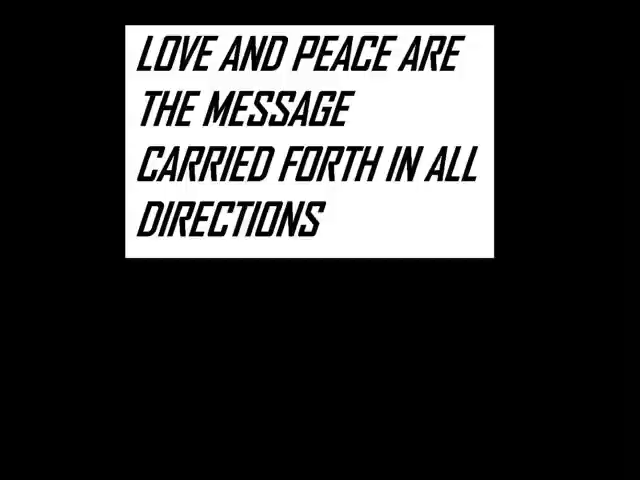 LOVE AND PEACE ARE
THE MESSAGE
CARRIED FORTH IN ALL
DIRECTIONS